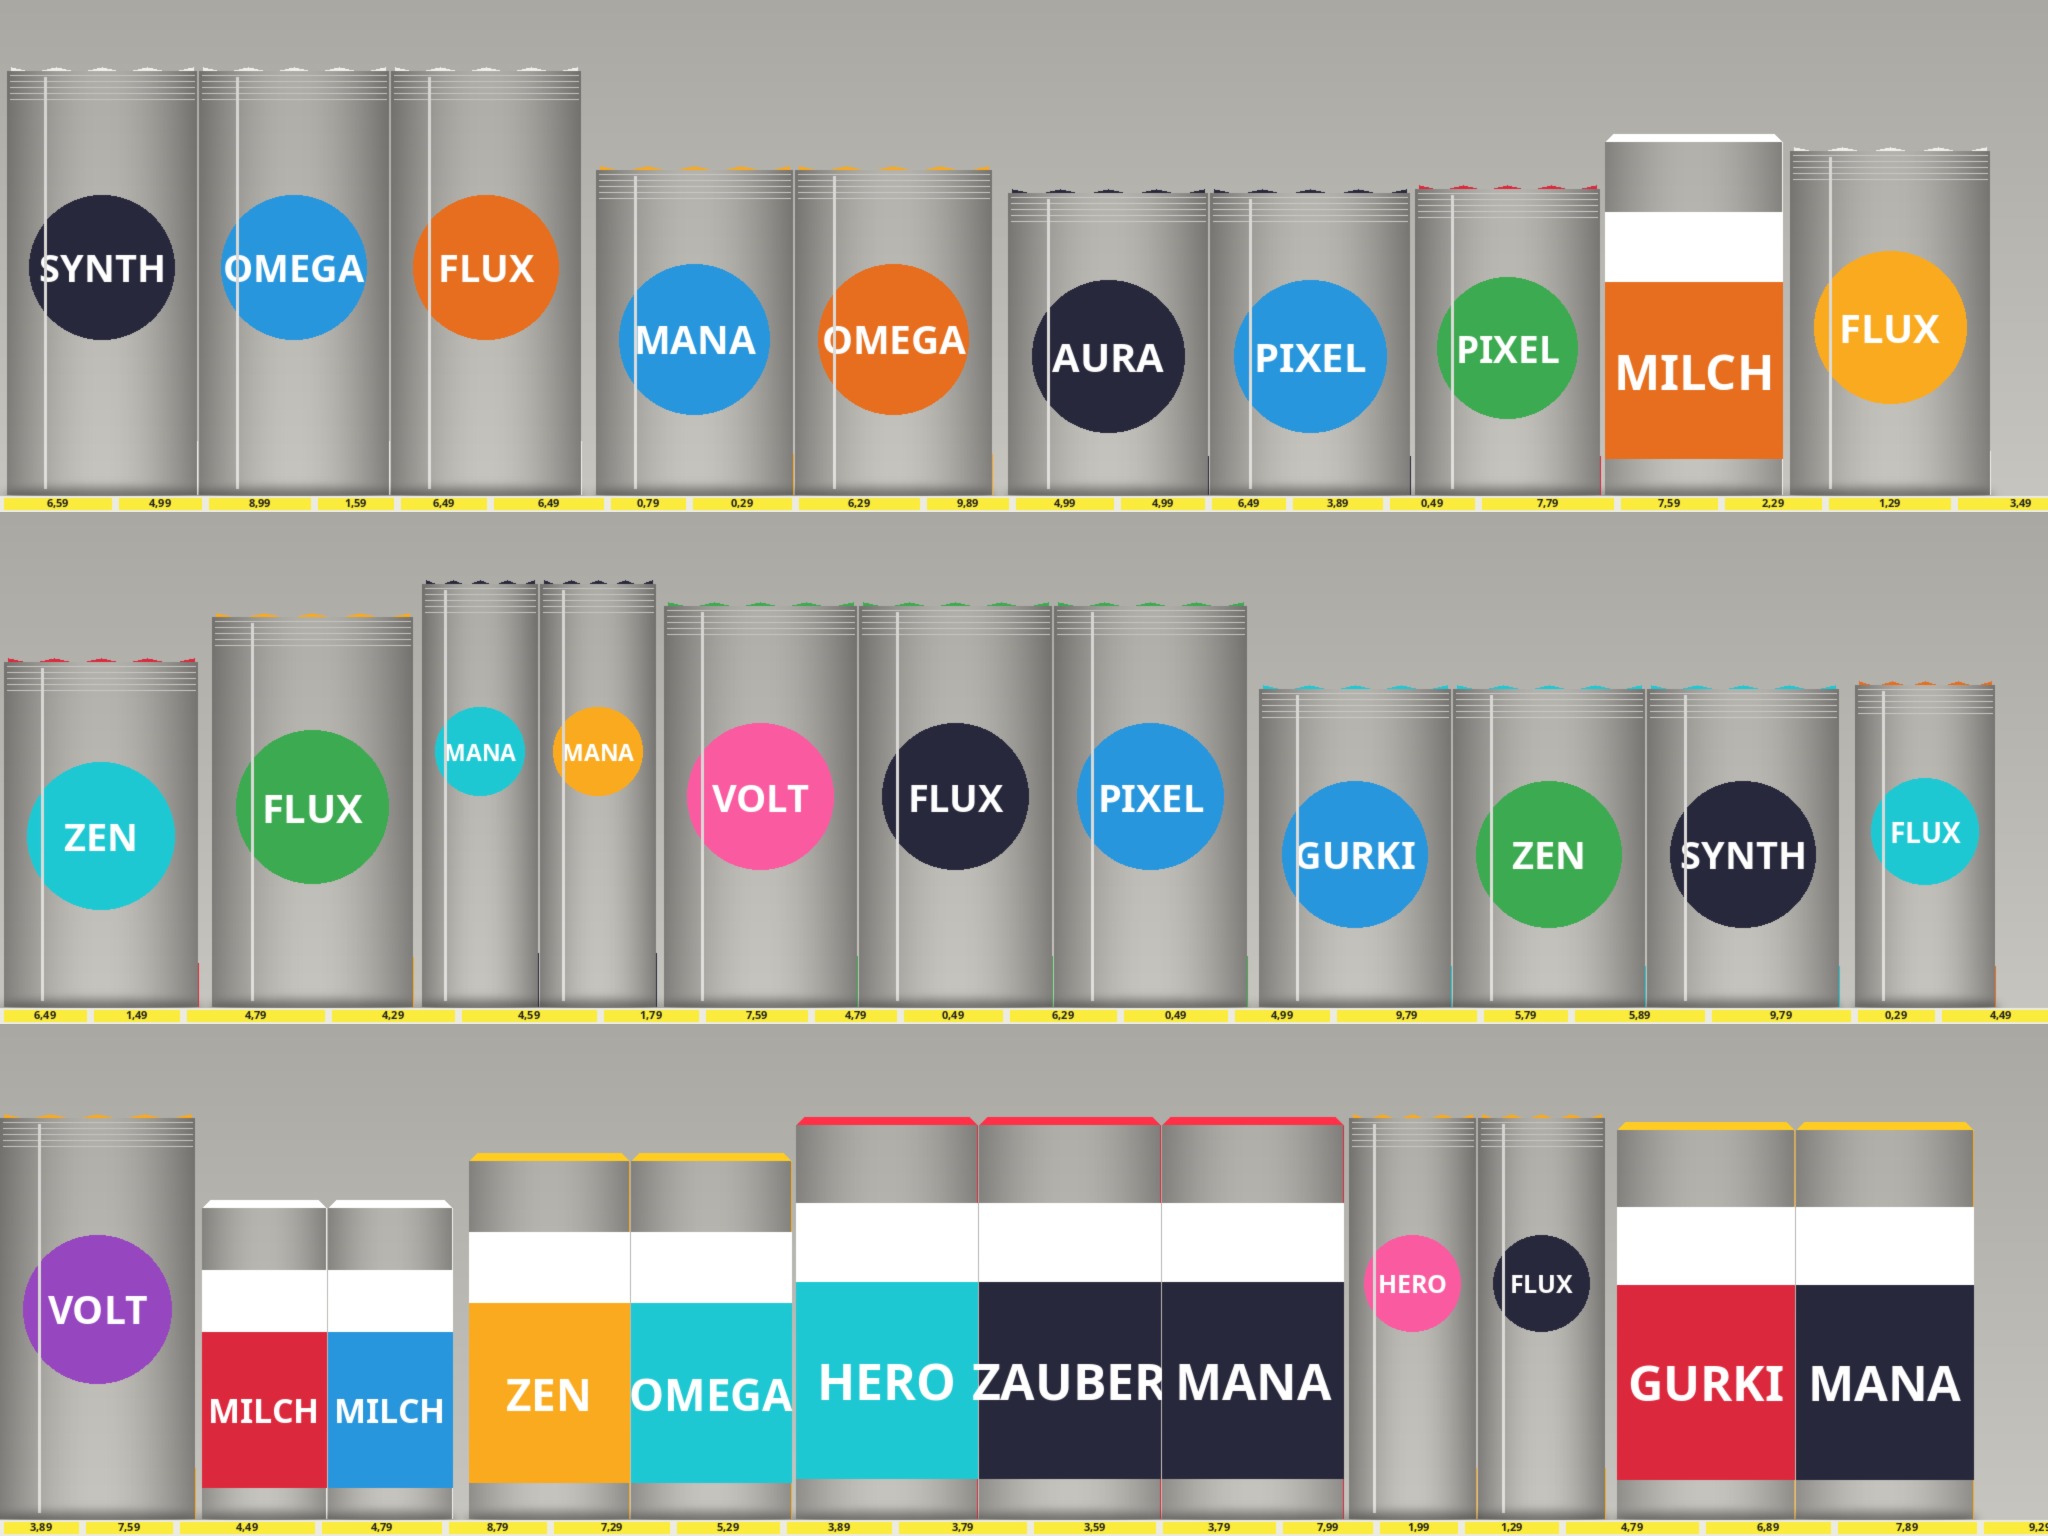 SYNTH OMEGA FLUX MANA OMEGA AURA PIXEL PIXEL MILCH FLUX
6,59 4,99 8,99 1,59 6,49 6,49 0,79 0,29 6,29 9,89 4,99 4,99 6,49 3,89 0,49 7,79 7,59 2,29 1,29 3,49
ZEN FLUX MANA MANA VOLT FLUX PIXEL GURKI ZEN SYNTH FLUX
6,49 1,49 4,79 4,29 4,59 1,79 7,59 4,79 0,49 6,29 0,49 4,99 9,79 5,79 5,89 9,79 0,29 4,49
VOLT MILCH MILCH ZEN OMEGA HERO ZAUBER MANA HERO FLUX GURKI MANA
3,89 7,59 4,49 4,79 8,79 7,29 5,29 3,89 3,79 3,59 3,79 7,99 1,99 1,29 4,79 6,89 7,89 9,29